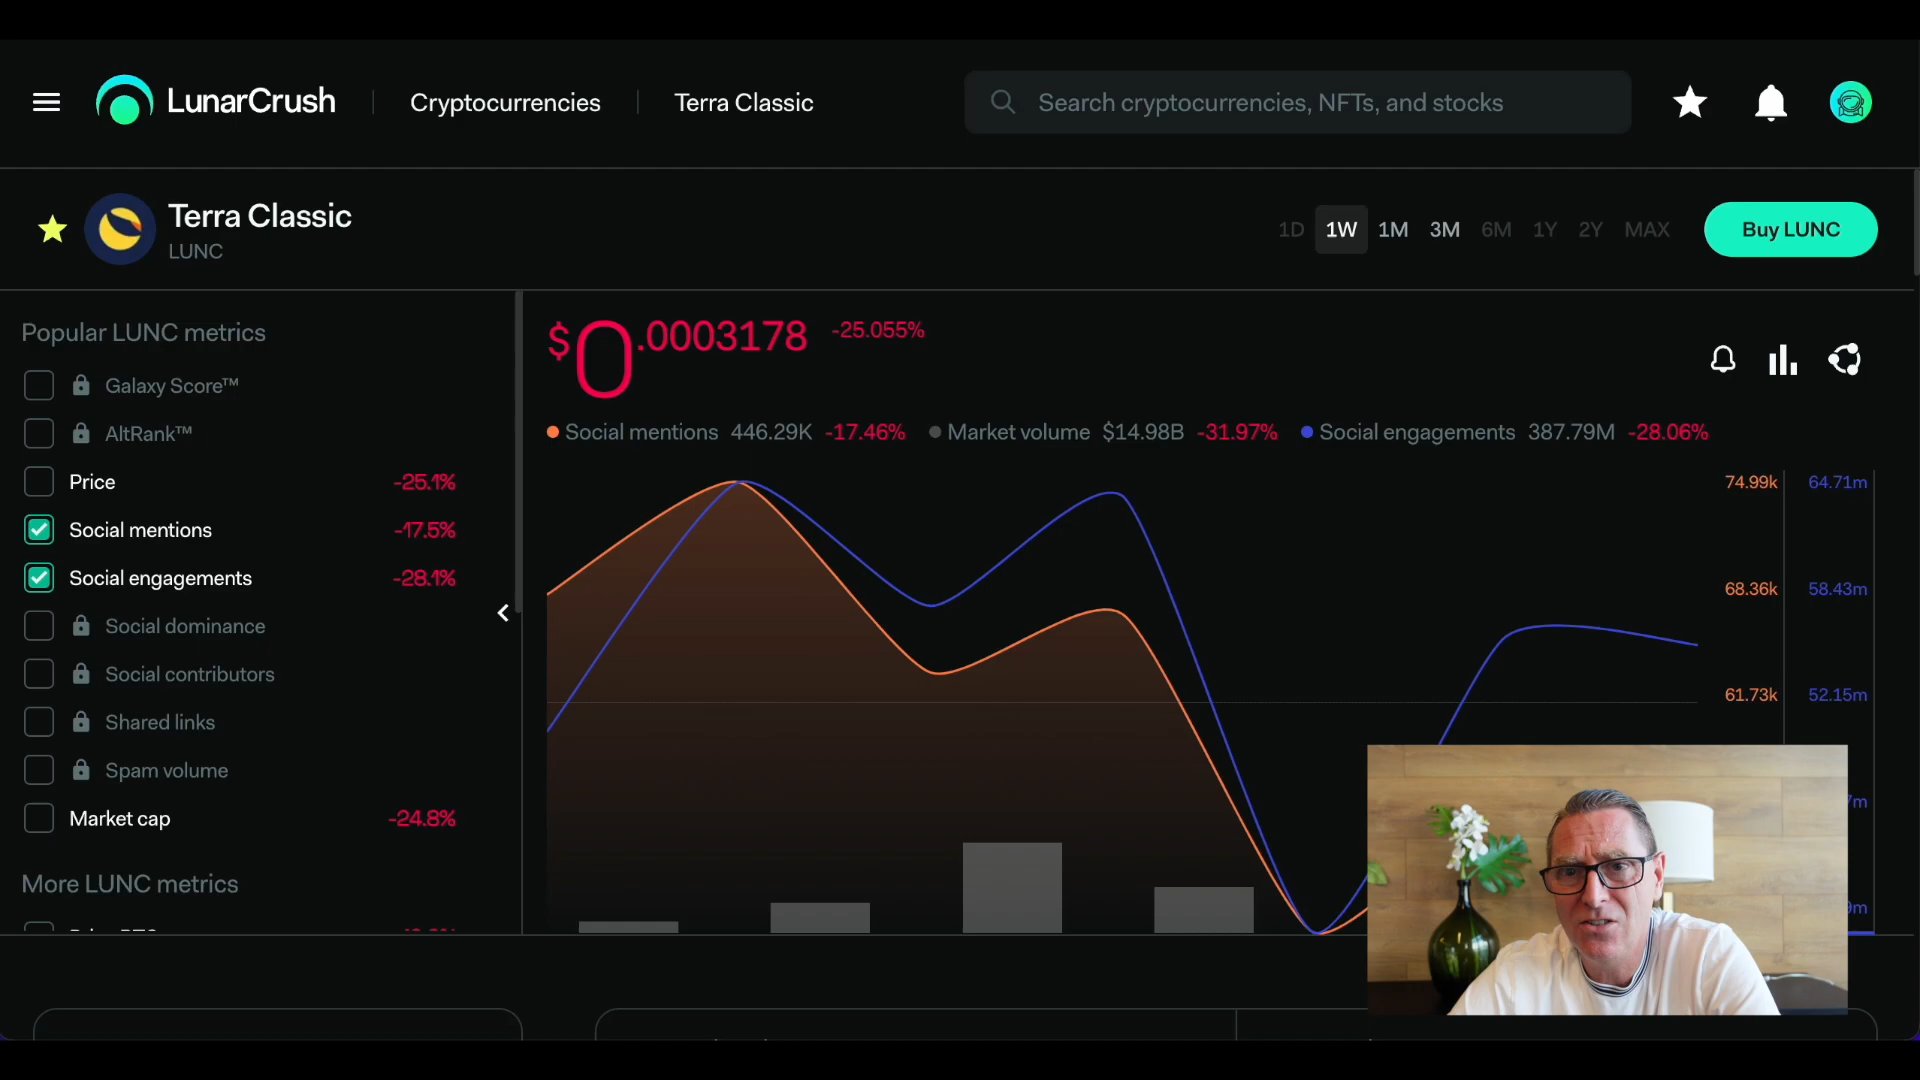 LunarCrush
Cryptocurrencies
Terra Classic
Search cryptocurrencies, NFTs, and stocks
Terra Classic
LUNC
1D 1W 1M 3M 6M 1Y 2Y MAX
Buy LUNC
Popular LUNC metrics
Galaxy Score™
AltRank™
Price -25.1%
Social mentions -17.5%
Social engagements -28.1%
Social dominance
Social contributors
Shared links
Spam volume
Market cap -24.8%
More LUNC metrics
$0.0003178 -25.055%
Social mentions 446.29K -17.46% Market volume $14.98B -31.97% Social engagements 387.79M -28.06%
74.99k 64.71m
68.36k 58.43m
61.73k 52.15m